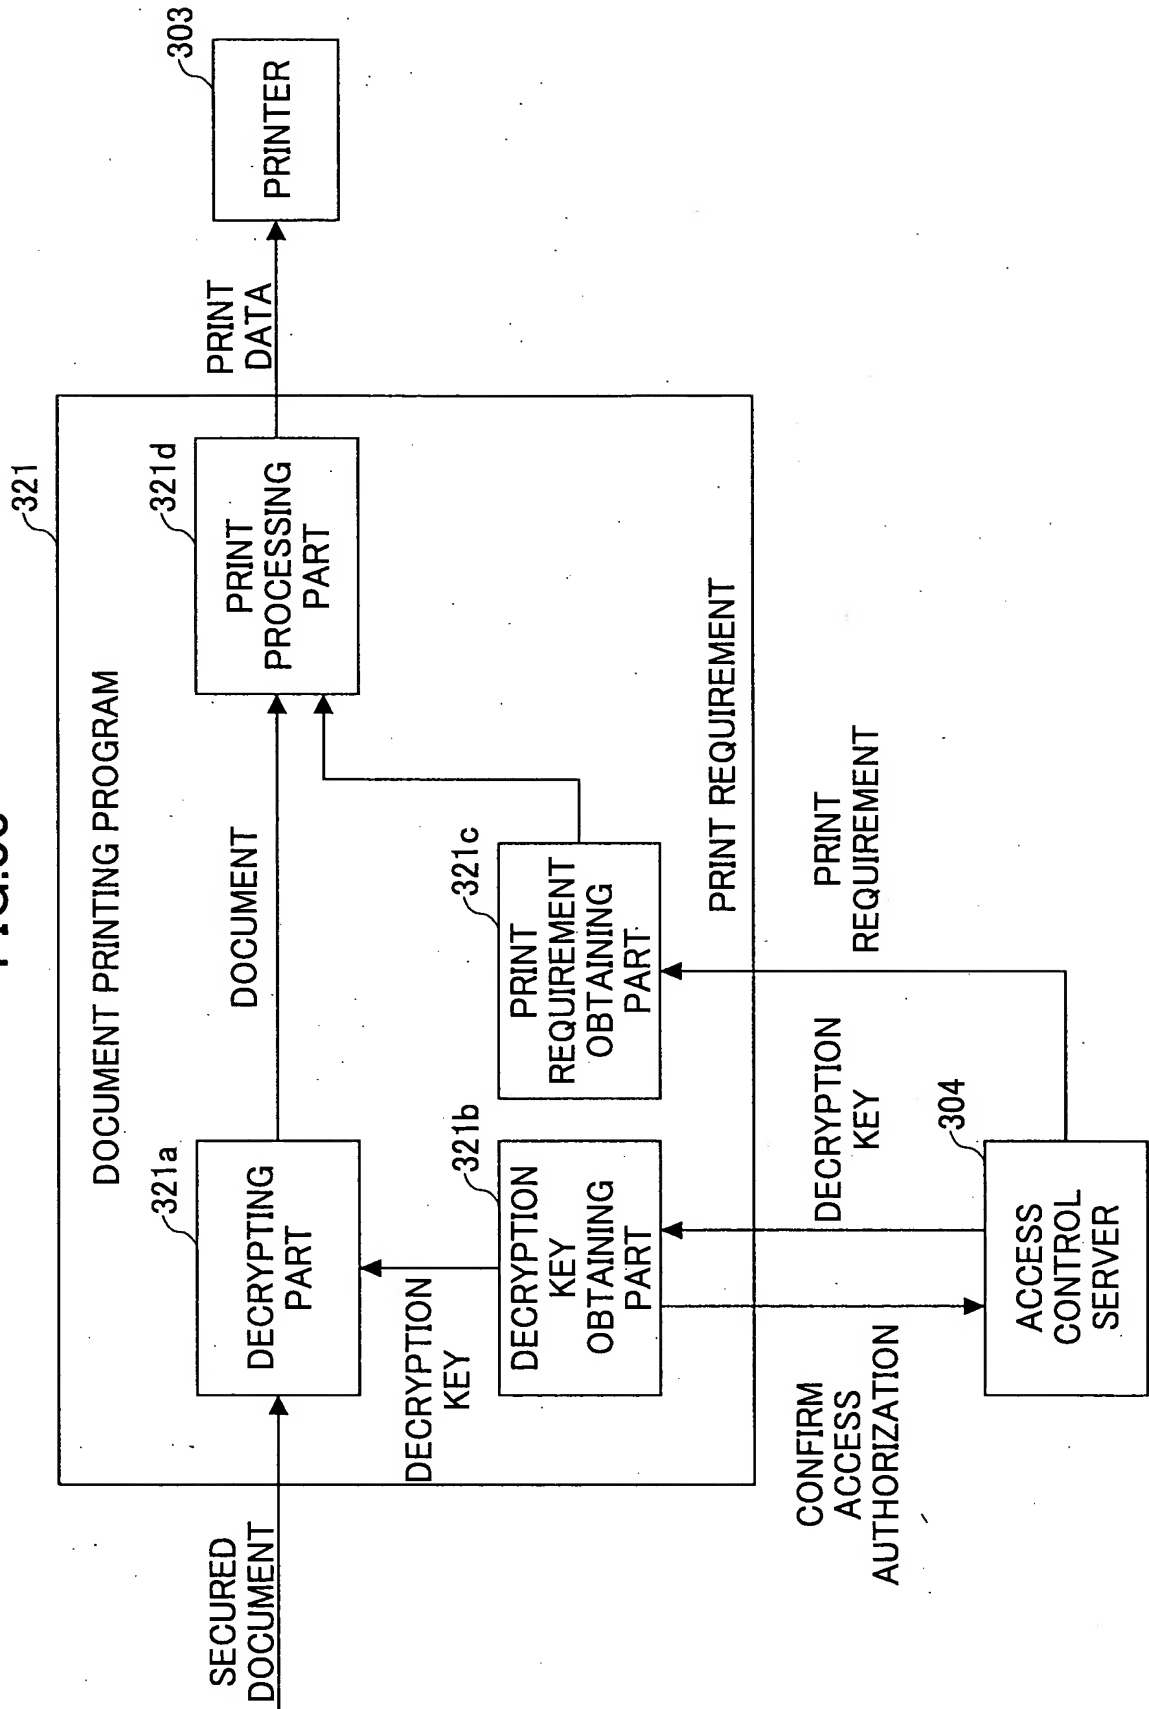 321
DOCUMENT PRINTING PROGRAM
SECURED
DOCUMENT
321a
DECRYPTING
PART
DOCUMENT
321d
PRINT
PROCESSING
PART
PRINT
DATA
303
PRINTER
DECRYPTION
KEY
321b
DECRYPTION
KEY
OBTAINING
PART
321c
PRINT
REQUIREMENT
OBTAINING
PART
PRINT REQUIREMENT
CONFIRM
ACCESS
AUTHORIZATION
DECRYPTION
KEY
PRINT
REQUIREMENT
304
ACCESS
CONTROL
SERVER